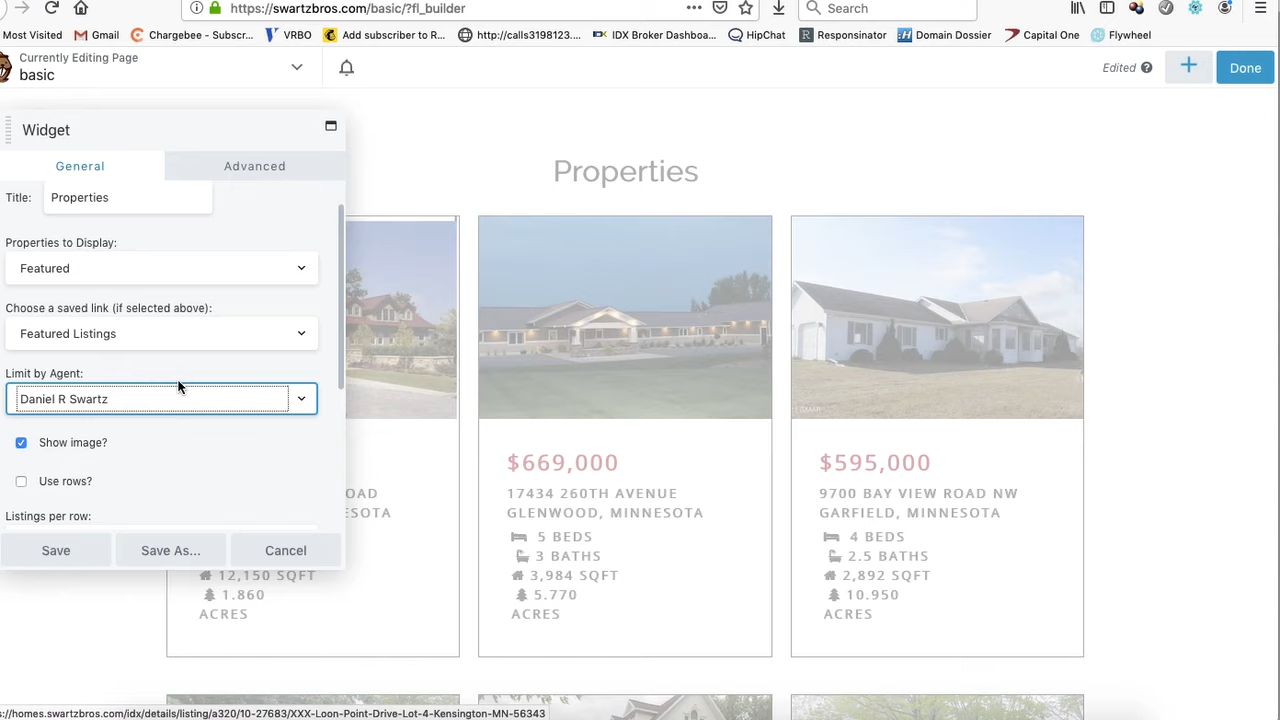 https://swartzbros.com/basic/?fl_builder
Search
Most Visited
Gmail
Chargebee - Subscr...
VRBO
Add subscriber to R...
http://calls3198123....
IDX Broker Dashboa...
HipChat
Responsinator
Domain Dossier
Capital One
Flywheel
Currently Editing Page
basic
Edited
Done
Widget
General
Advanced
Title:
Properties
Properties to Display:
Featured
Choose a saved link (if selected above):
Featured Listings
Limit by Agent:
Daniel R Swartz
Show image?
Use rows?
Listings per row:
Save
Save As...
Cancel
Properties
OAD
ESOTA
12,150 SQFT
1.860
ACRES
$669,000
17434 260TH AVENUE
GLENWOOD, MINNESOTA
5 BEDS
3 BATHS
3,984 SQFT
5.770
ACRES
$595,000
9700 BAY VIEW ROAD NW
GARFIELD, MINNESOTA
4 BEDS
2.5 BATHS
2,892 SQFT
10.950
ACRES
s://homes.swartzbros.com/idx/details/listing/a320/10-27683/XXX-Loon-Point-Drive-Lot-4-Kensington-MN-56343